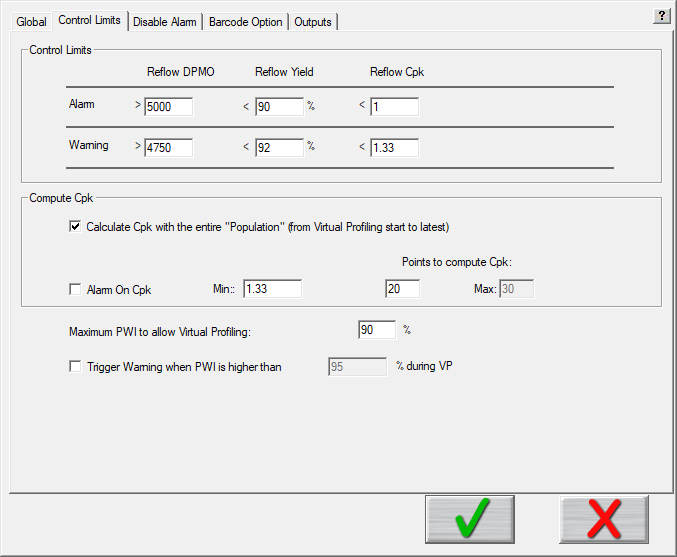 Global Control Limits Disable Alarm Barcode Option Outputs ?
Control Limits
Reflow DPMO Reflow Yield Reflow Cpk
Alarm > 5000 < 90 % < 1
Warning > 4750 < 92 % < 1.33
Compute Cpk
Calculate Cpk with the entire "Population" (from Virtual Profiling start to latest)
Points to compute Cpk:
Alarm On Cpk Min:: 1.33 20 Max: 30
Maximum PWI to allow Virtual Profiling: 90 %
Trigger Warning when PWI is higher than 95 % during VP